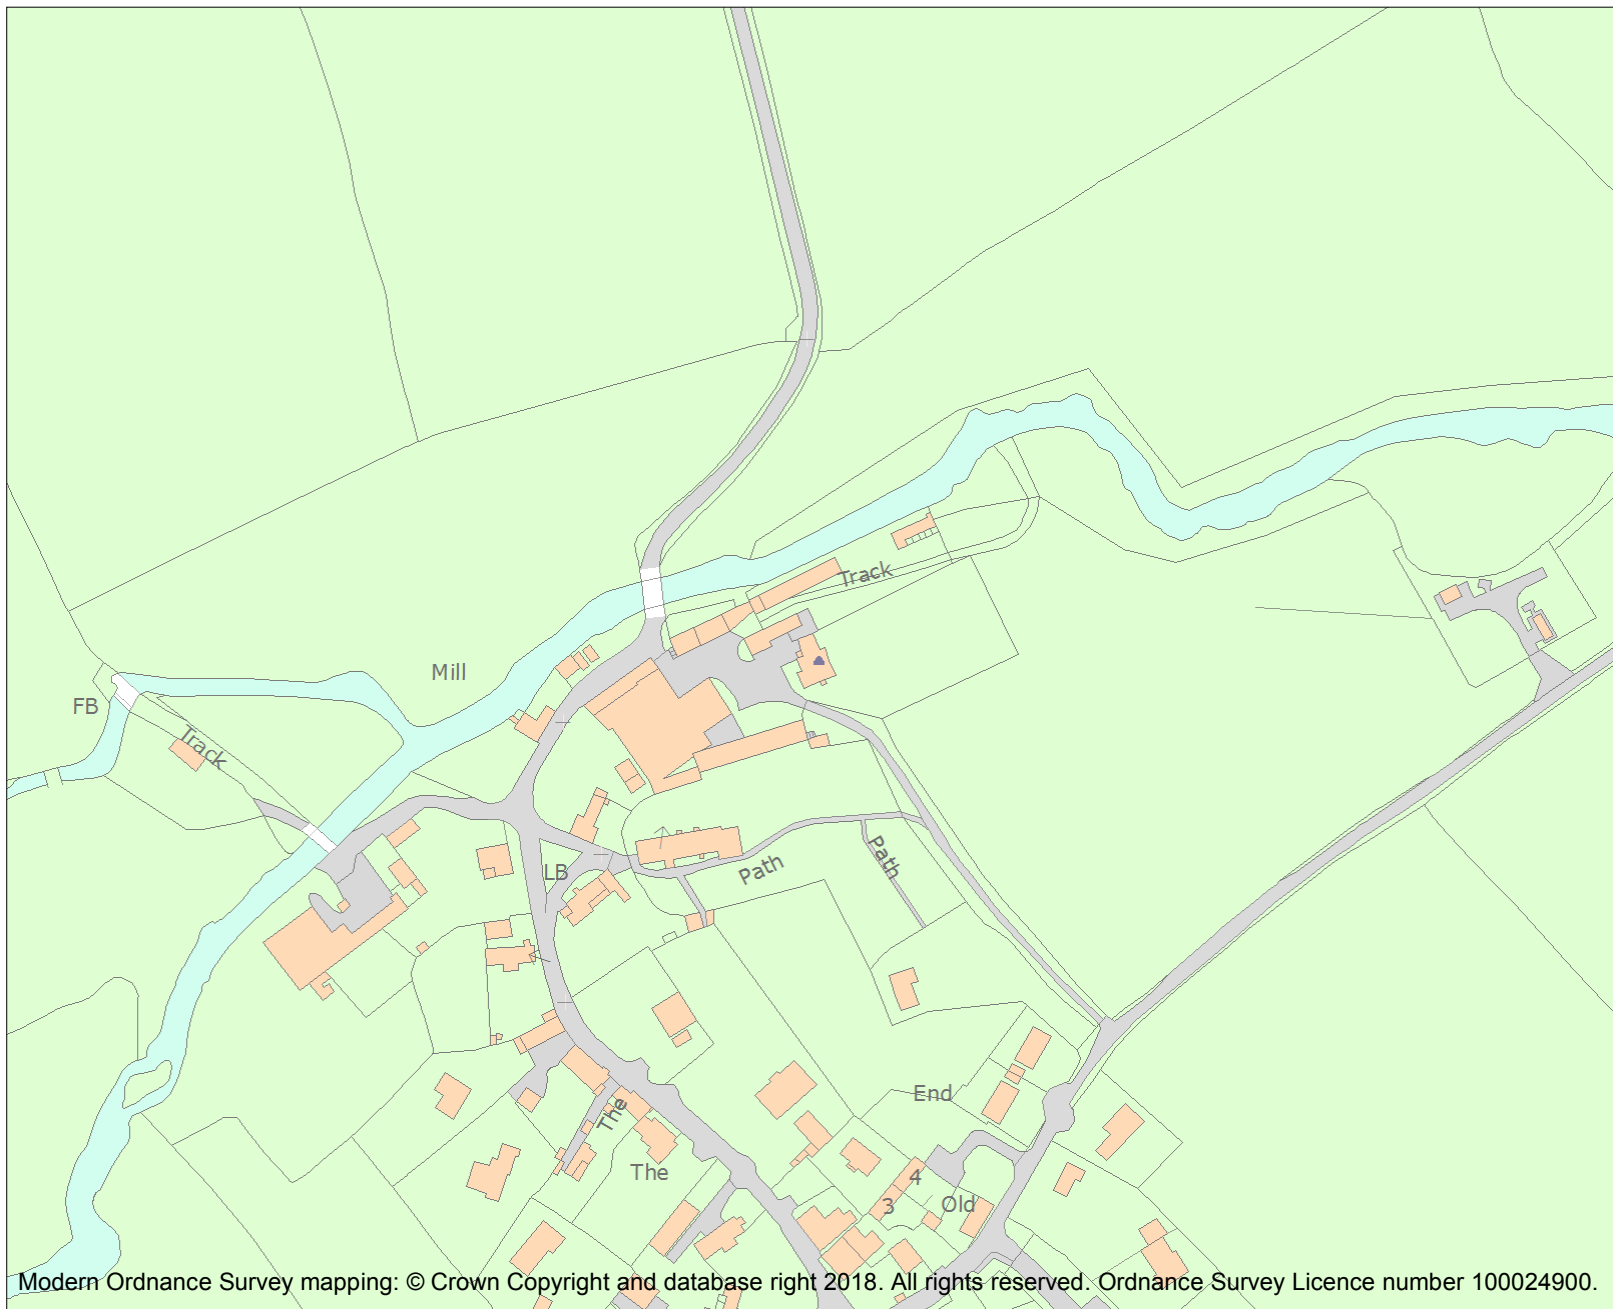 Track
Mill
FB
Track
LB
Path
Path
End
The
The
4
3
Old
Modern Ordnance Survey mapping: © Crown Copyright and database right 2018. All rights reserved. Ordnance Survey Licence number 100024900.